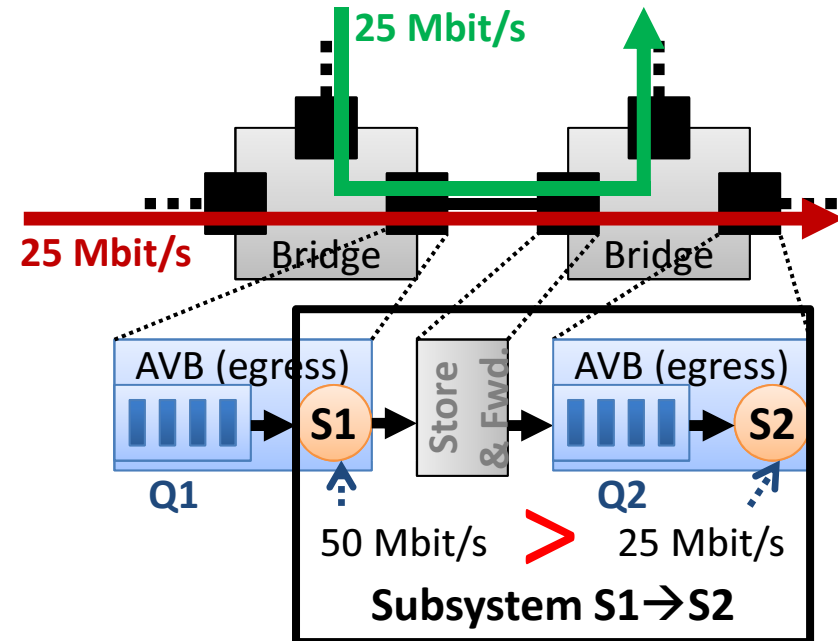 25 Mbit/s
25 Mbit/s
Bridge
Bridge
AVB (egress)
AVB (egress)
S1
Store
& Fwd.
S2
Q1
Q2
50 Mbit/s > 25 Mbit/s
Subsystem S1→S2